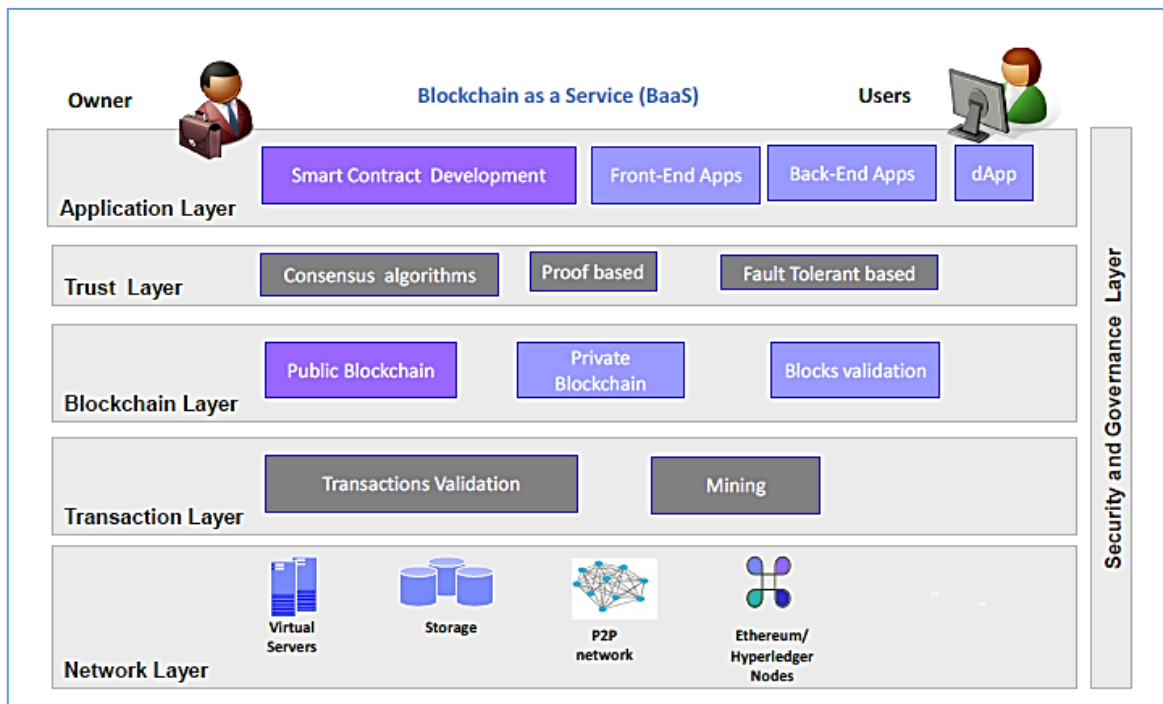 Owner
Blockchain as a Service (BaaS)
Users
Smart Contract Development
Front-End Apps
Back-End Apps
dApp
Application Layer
Consensus algorithms
Proof based
Fault Tolerant based
Trust Layer
Public Blockchain
Private
Blockchain
Blocks validation
Blockchain Layer
Transactions Validation
Mining
Transaction Layer
Virtual
Servers
Storage
P2P
network
Ethereum/
Hyperledger
Nodes
Network Layer
Security and Governance Layer